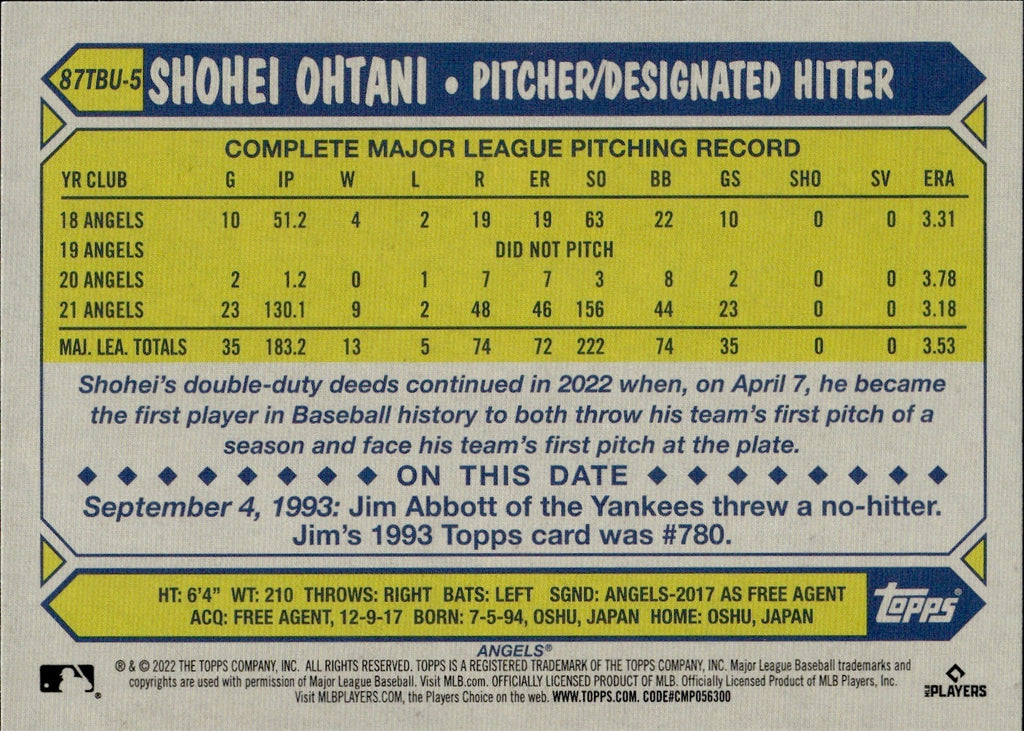 87TBU-5 SHOHEI OHTANI • PITCHER/DESIGNATED HITTER
COMPLETE MAJOR LEAGUE PITCHING RECORD
YR CLUB G IP W L R ER SO BB GS SHO SV ERA
18 ANGELS 10 51.2 4 2 19 19 63 22 10 0 0 3.31
19 ANGELS DID NOT PITCH
20 ANGELS 2 1.2 0 1 7 7 3 8 2 0 0 3.78
21 ANGELS 23 130.1 9 2 48 46 156 44 23 0 0 3.18
MAJ. LEA. TOTALS 35 183.2 13 5 74 72 222 74 35 0 0 3.53
Shohei's double-duty deeds continued in 2022 when, on April 7, he became
the first player in Baseball history to both throw his team's first pitch of a
season and face his team's first pitch at the plate.
ON THIS DATE
September 4, 1993: Jim Abbott of the Yankees threw a no-hitter.
Jim's 1993 Topps card was #780.
HT: 6'4" WT: 210 THROWS: RIGHT BATS: LEFT SGND: ANGELS-2017 AS FREE AGENT
ACQ: FREE AGENT, 12-9-17 BORN: 7-5-94, OSHU, JAPAN HOME: OSHU, JAPAN
topps®
ANGELS®
® & © 2022 THE TOPPS COMPANY, INC. ALL RIGHTS RESERVED. TOPPS IS A REGISTERED TRADEMARK OF THE TOPPS COMPANY, INC. Major League Baseball trademarks and
copyrights are used with permission of Major League Baseball. Visit MLB.com. OFFICIALLY LICENSED PRODUCT OF MLB. Officially Licensed Product of MLB Players, Inc.
Visit MLBPLAYERS.COM, the Players Choice on the web. WWW.TOPPS.COM. CODE#CMP056300
MLB PLAYERS